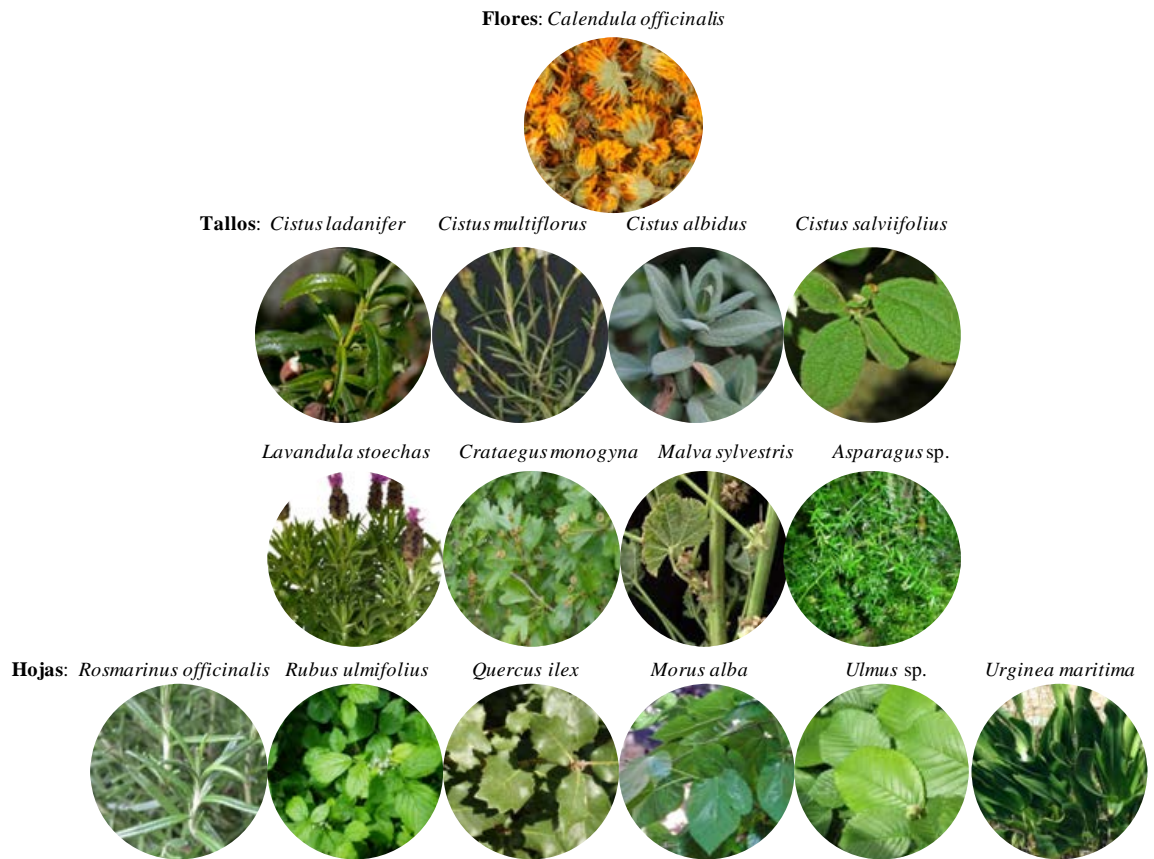 Flores: Calendula officinalis
Tallos: Cistus ladanifer Cistus multiflorus Cistus albidus Cistus salviifolius
Lavandula stoechas Crataegus monogyna Malva sylvestris Asparagus sp.
Hojas: Rosmarinus officinalis Rubus ulmifolius Quercus ilex Morus alba Ulmus sp. Urginea maritima